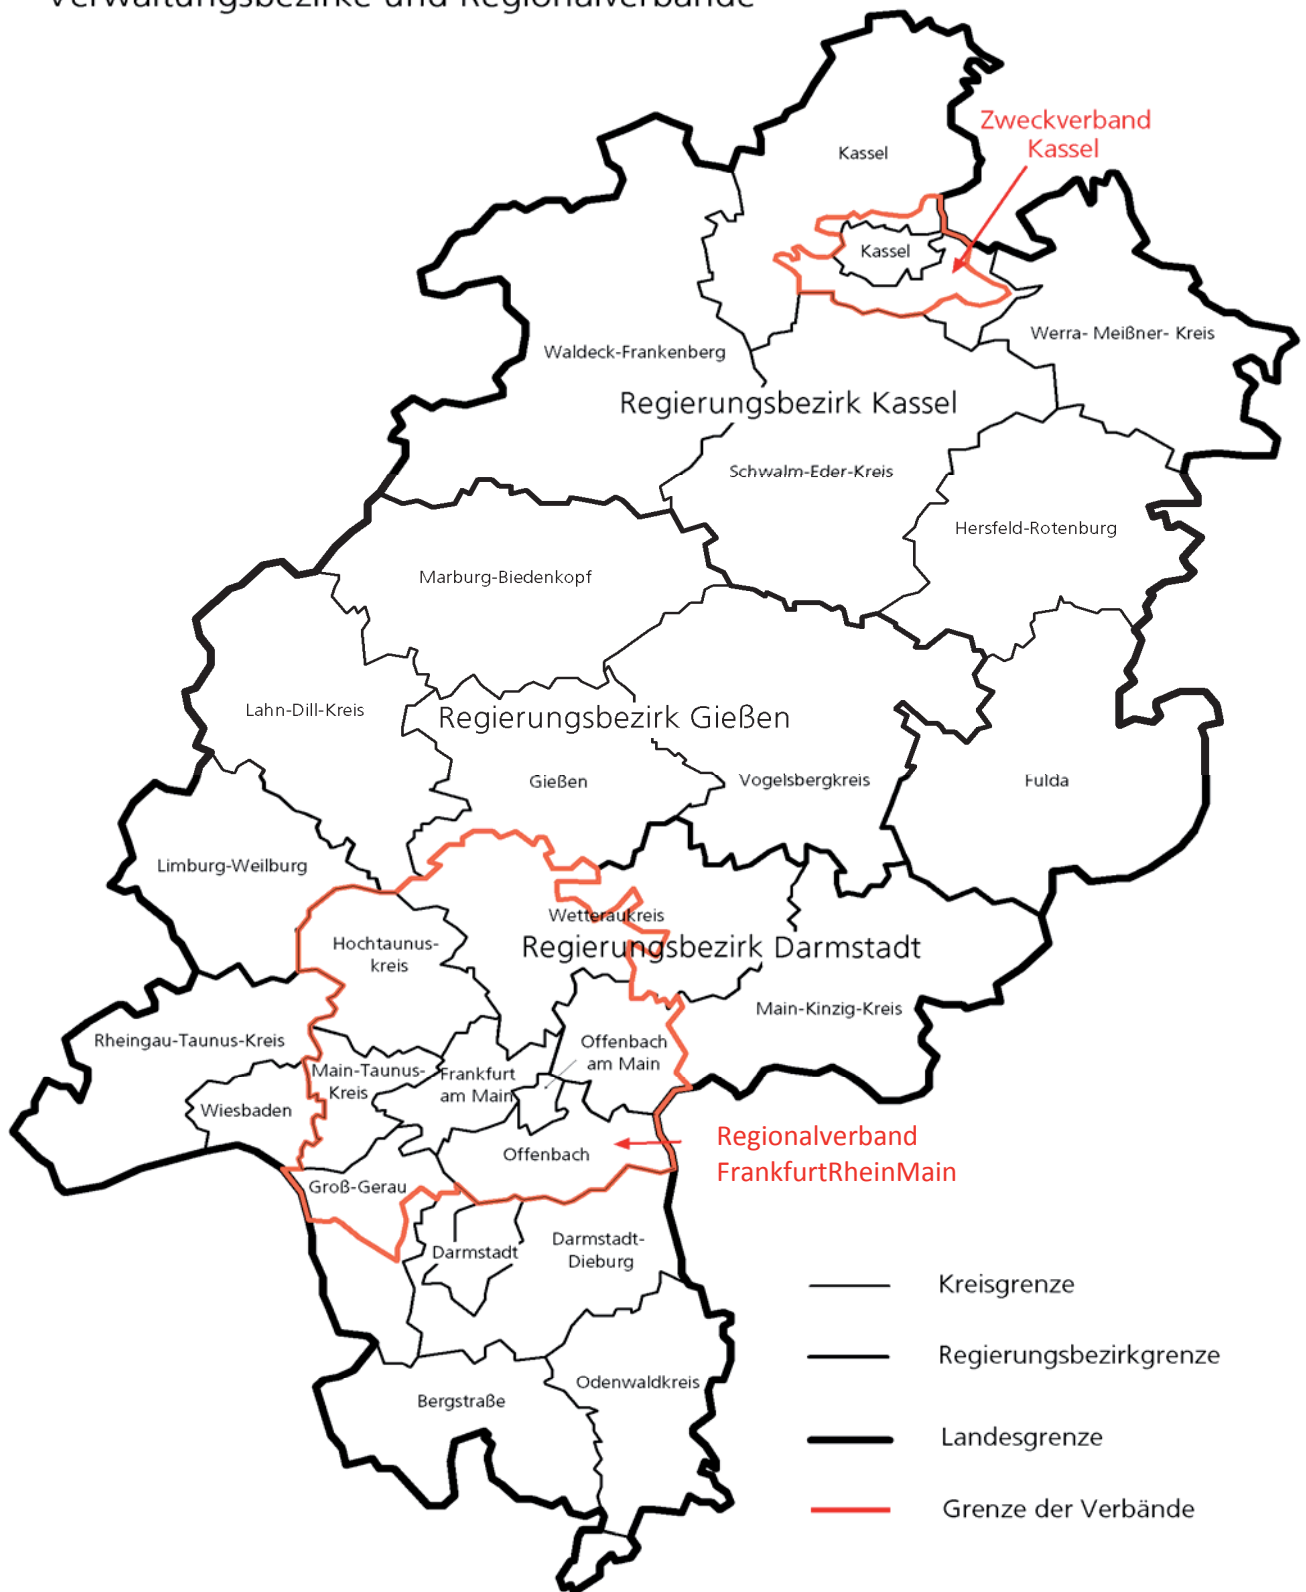 Verwaltungsbezirke und Regionalverbände
Kassel
Zweckverband
Kassel
Kassel
Werra- Meißner- Kreis
Waldeck-Frankenberg
Regierungsbezirk Kassel
Schwalm-Eder-Kreis
Hersfeld-Rotenburg
Marburg-Biedenkopf
Lahn-Dill-Kreis
Regierungsbezirk Gießen
Gießen
Vogelsbergkreis
Fulda
Limburg-Weilburg
Wetteraukreis
Hochtaunus-
kreis
Regierungsbezirk Darmstadt
Main-Kinzig-Kreis
Rheingau-Taunus-Kreis
Offenbach
am Main
Main-Taunus-
Kreis
Frankfurt
am Main
Wiesbaden
Offenbach
Regionalverband
FrankfurtRheinMain
Groß-Gerau
Darmstadt
Darmstadt-
Dieburg
Kreisgrenze
Regierungsbezirkgrenze
Odenwaldkreis
Bergstraße
Landesgrenze
Grenze der Verbände